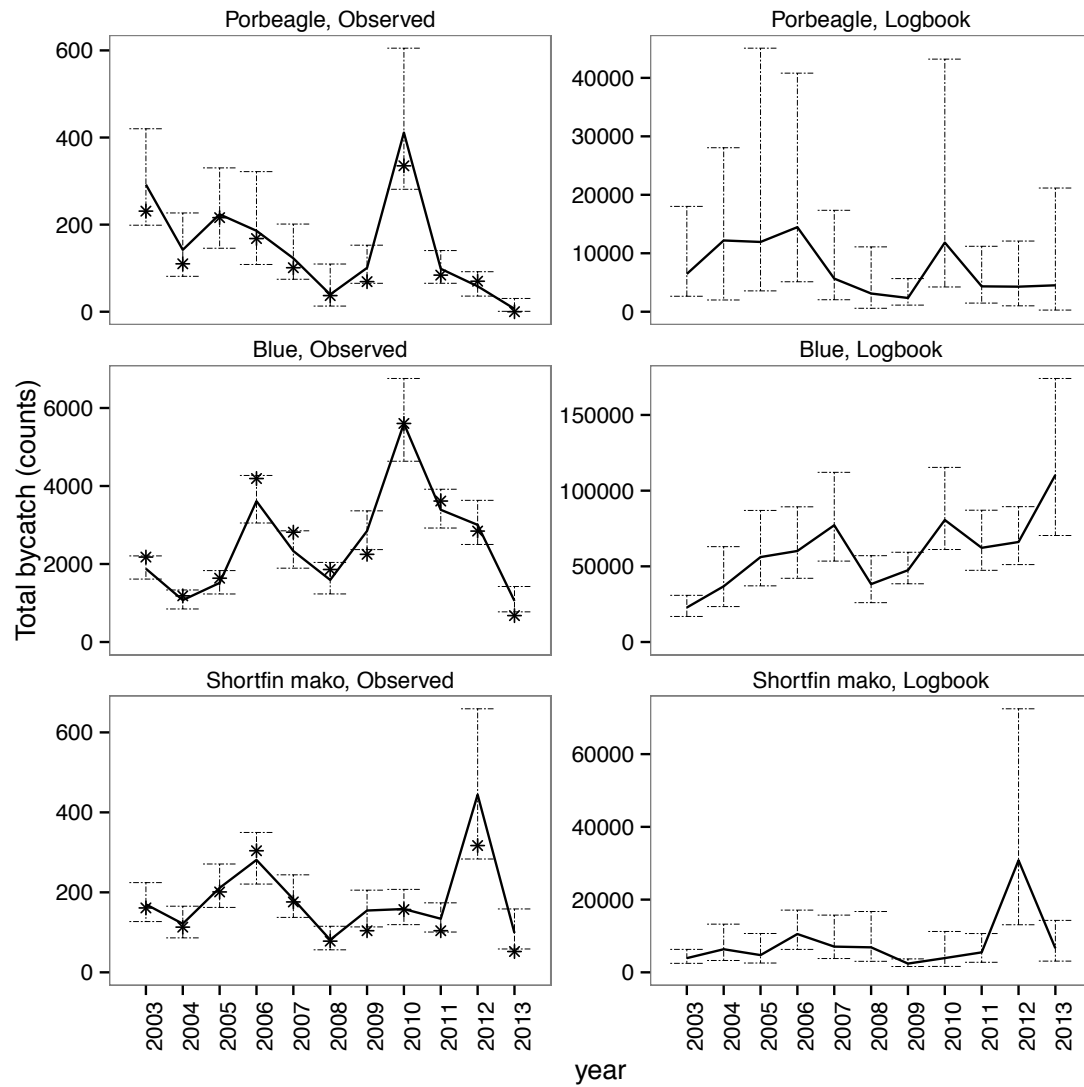 Porbeagle, Observed
Porbeagle, Logbook
600
400
200
0
40000
30000
20000
10000
0
Blue, Observed
Blue, Logbook
Total bycatch (counts)
6000
4000
2000
0
150000
100000
50000
0
Shortfin mako, Observed
Shortfin mako, Logbook
600
400
200
0
60000
40000
20000
0
2003 2004 2005 2006 2007 2008 2009 2010 2011 2012 2013
2003 2004 2005 2006 2007 2008 2009 2010 2011 2012 2013
year